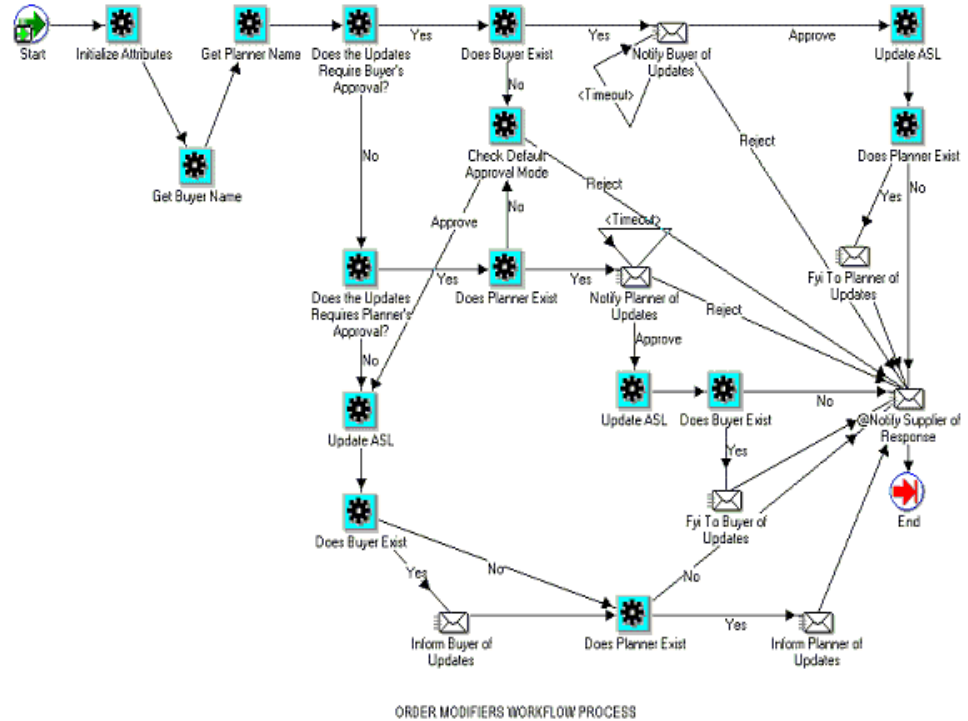 Start
Initialize Attributes
Get Planner Name
Does the Updates
Require Buyer's
Approval?
Yes
Does Buyer Exist
Yes
Notify Buyer of
Updates
Approve
Update ASL
<Timeout>
No
Check Default
Approval Mode
Reject
Does Planner Exist
Get Buyer Name
No
Reject
Yes
No
No
Approve
<Timeout>
Fyi To Planner of
Updates
Does the Updates
Requires Planner's
Approval?
Yes
Does Planner Exist
Yes
Notify Planner of
Updates
Reject
Approve
No
Update ASL
Update ASL
Does Buyer Exist
No
@Notify Supplier of
Response
Yes
Does Buyer Exist
Fyi To Buyer of
Updates
End
Yes
No
No
Inform Buyer of
Updates
Does Planner Exist
Yes
Inform Planner of
Updates
ORDER MODIFIERS WORKFLOW PROCESS